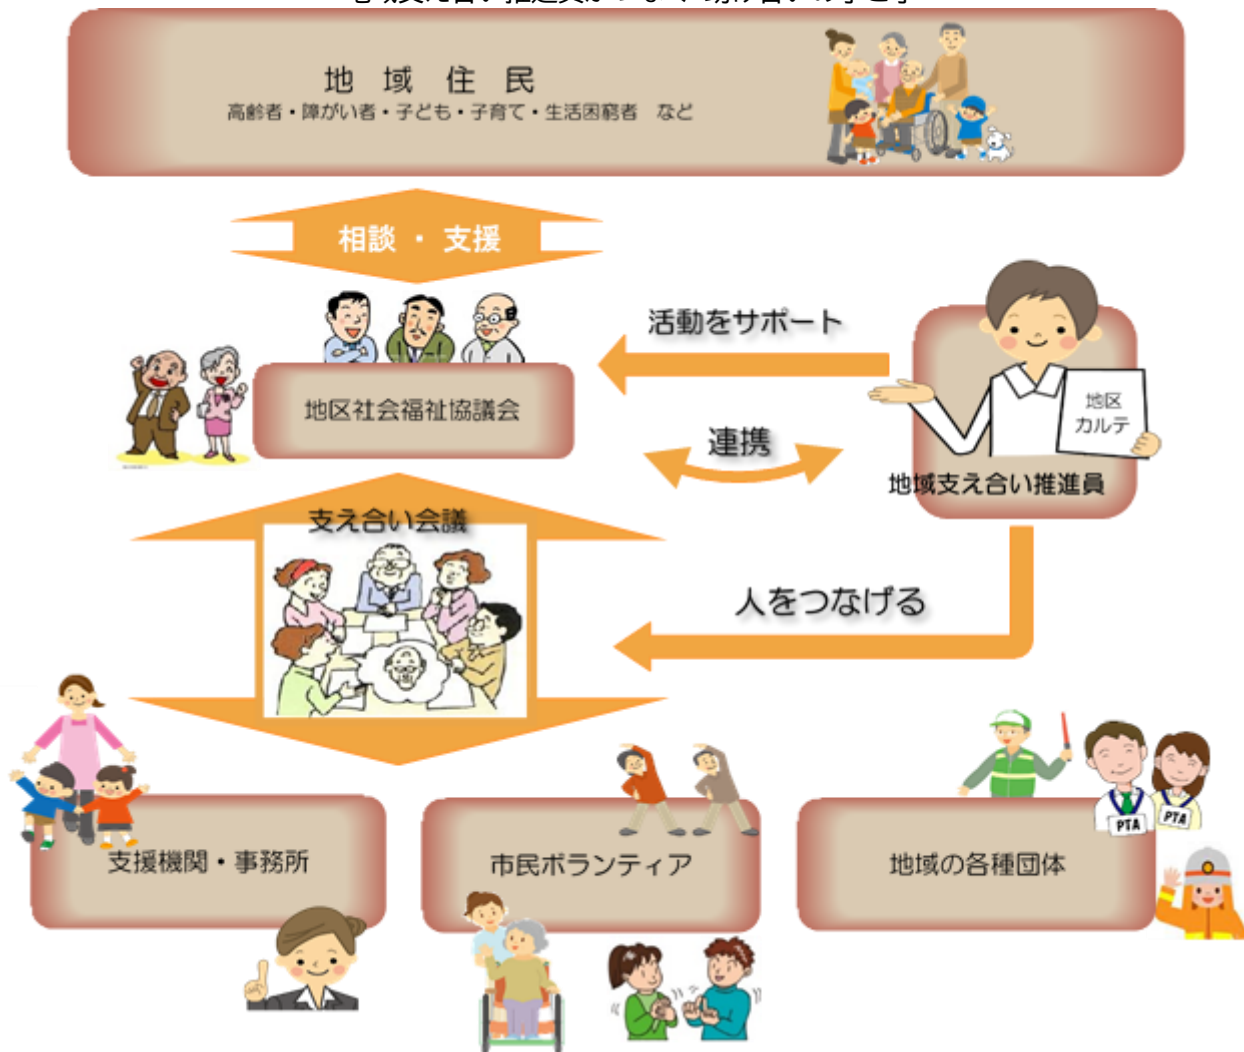 地域住民
高齢者・障がい者・子ども・子育て・生活困窮者　など
相談 ・ 支援
活動をサポート
地区
カルテ
地区社会福祉協議会
連携
地域支え合い推進員
支え合い会議
人をつなげる
PTA
PTA
支援機関・事務所
市民ボランティア
地域の各種団体